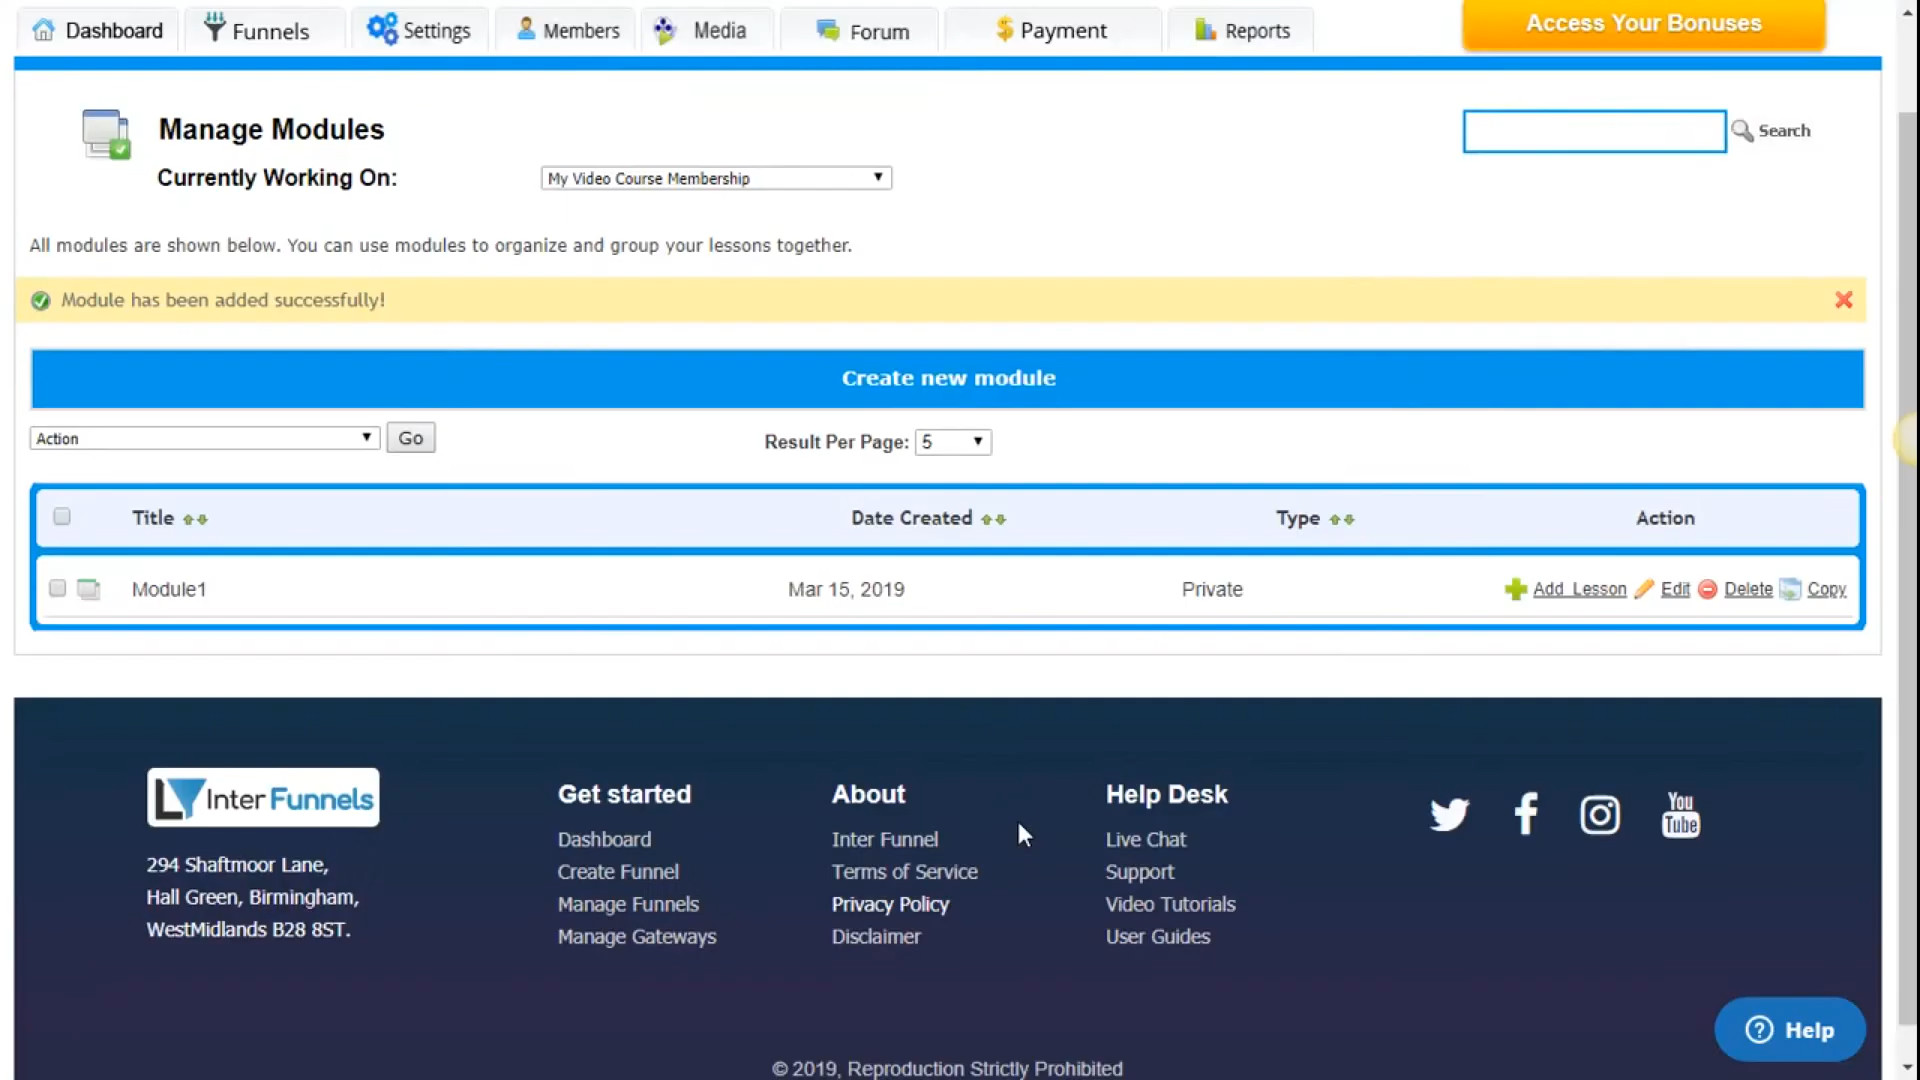 Dashboard Funnels Settings Members Media Forum Payment Reports Access Your Bonuses
Manage Modules
Search
Currently Working On: My Video Course Membership
All modules are shown below. You can use modules to organize and group your lessons together.
Module has been added successfully!
Create new module
Action Go Result Per Page: 5
Title Date Created Type Action
Module1 Mar 15, 2019 Private Add Lesson Edit Delete Copy
Inter Funnels
294 Shaftmoor Lane,
Hall Green, Birmingham,
WestMidlands B28 8ST.
Get started
Dashboard
Create Funnel
Manage Funnels
Manage Gateways
About
Inter Funnel
Terms of Service
Privacy Policy
Disclaimer
Help Desk
Live Chat
Support
Video Tutorials
User Guides
You
Tube
Help
© 2019, Reproduction Strictly Prohibited